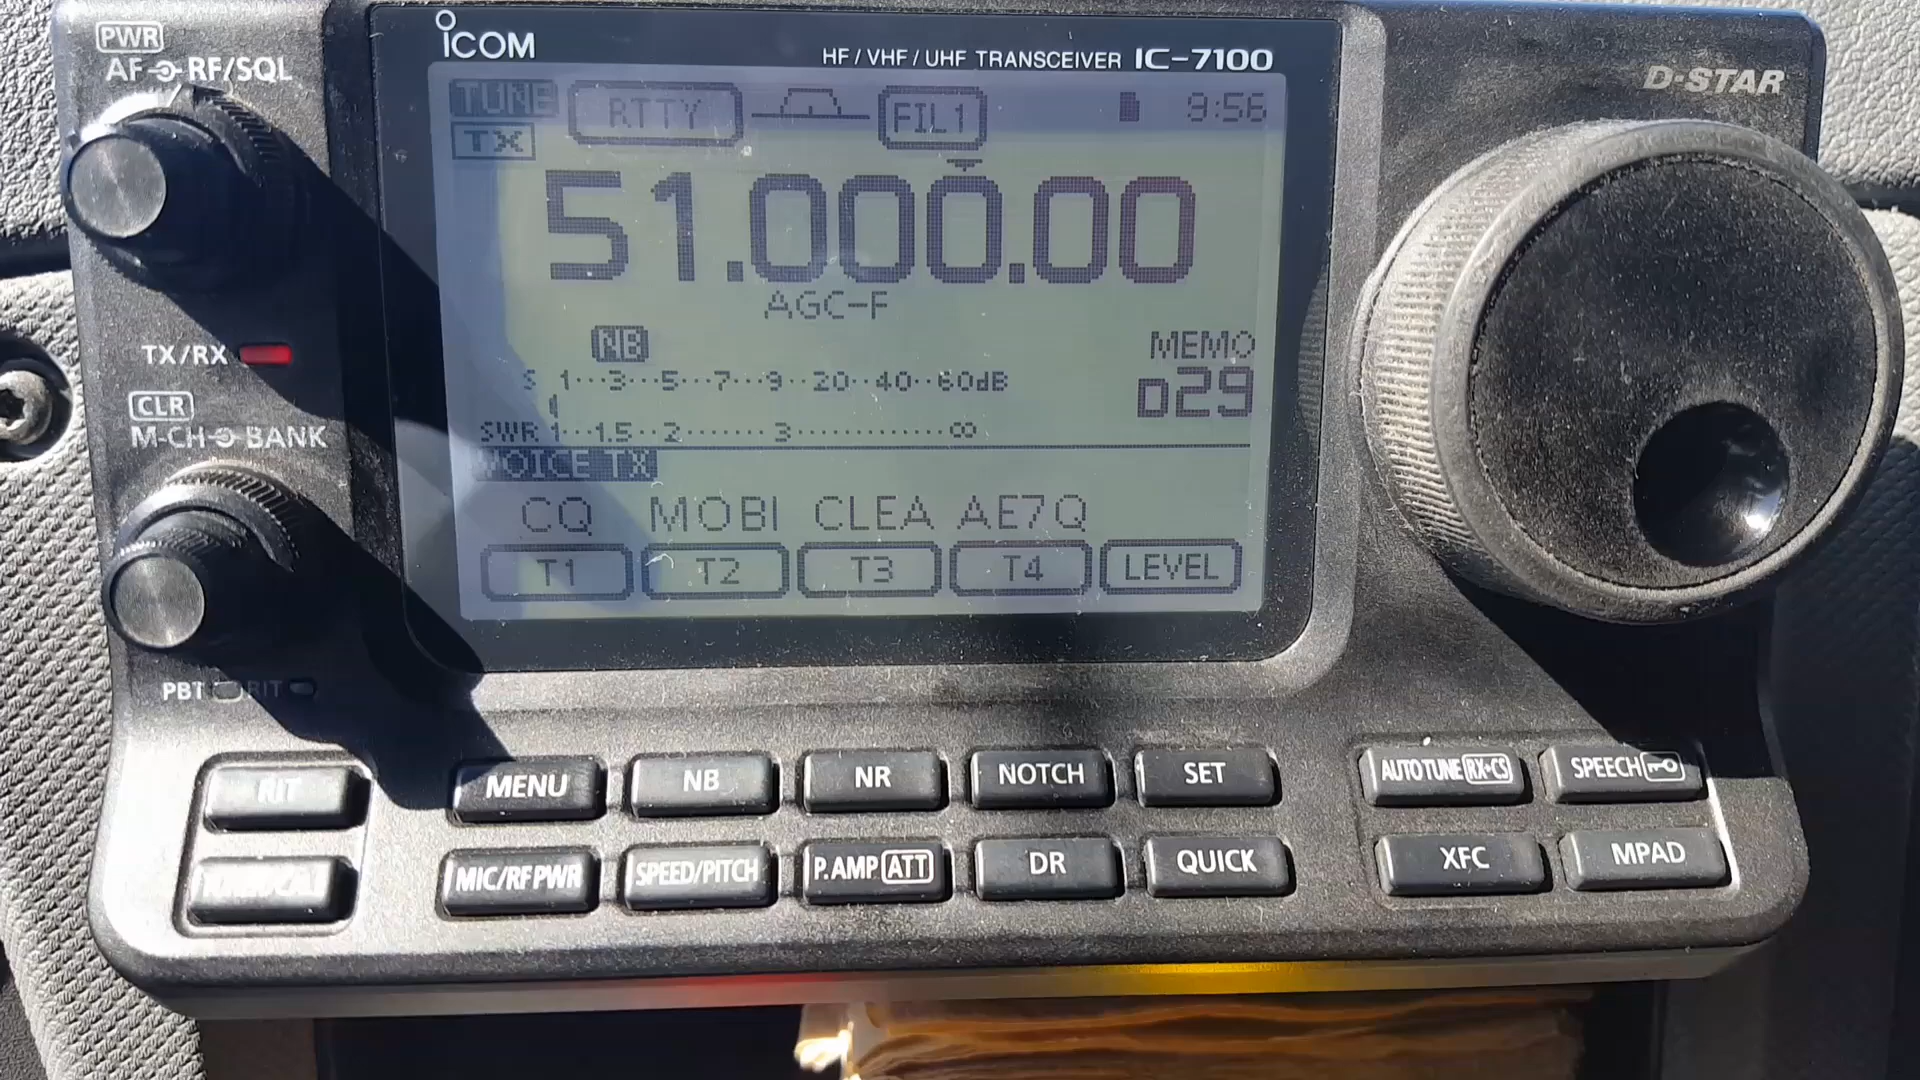 PWR
AF RF/SQL
ICOM
HF/VHF/UHF TRANSCEIVER IC-7100
D-STAR
TUNE RTTY FIL1 9:56
TX
51.000.00
AGC-F
TX/RX
NB
MEMO
S 1···3···5···7···9··20··40··60dB
029
CLR
M-CH BANK
SWR 1···1.5··2·······3···········∞
VOICE TX
CQ MOBI CLEA AE7Q
T1 T2 T3 T4 LEVEL
PBT RIT
RIT MENU NB NR NOTCH SET AUTO TUNE RX→CS SPEECH
MIC/RF PWR SPEED/PITCH P.AMP ATT DR QUICK XFC MPAD